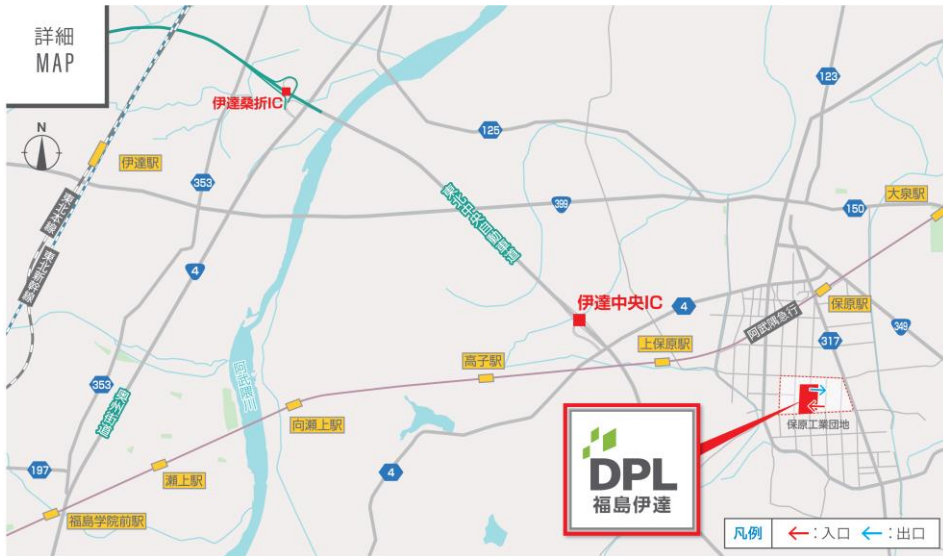 詳細
MAP
N
伊達桑折IC
123
125
伊達駅
353
大泉駅
東北本線
399
150
東北中央自動車道
東北新幹線
4
伊達中央IC
4
保原駅
阿武隈急行
349
上保原駅
317
高子駅
353
奥州街道
阿武隈川
向瀬上駅
保原工業団地
DPL
福島伊達
197
瀬上駅
4
福島学院前駅
凡例
←:入口
←:出口